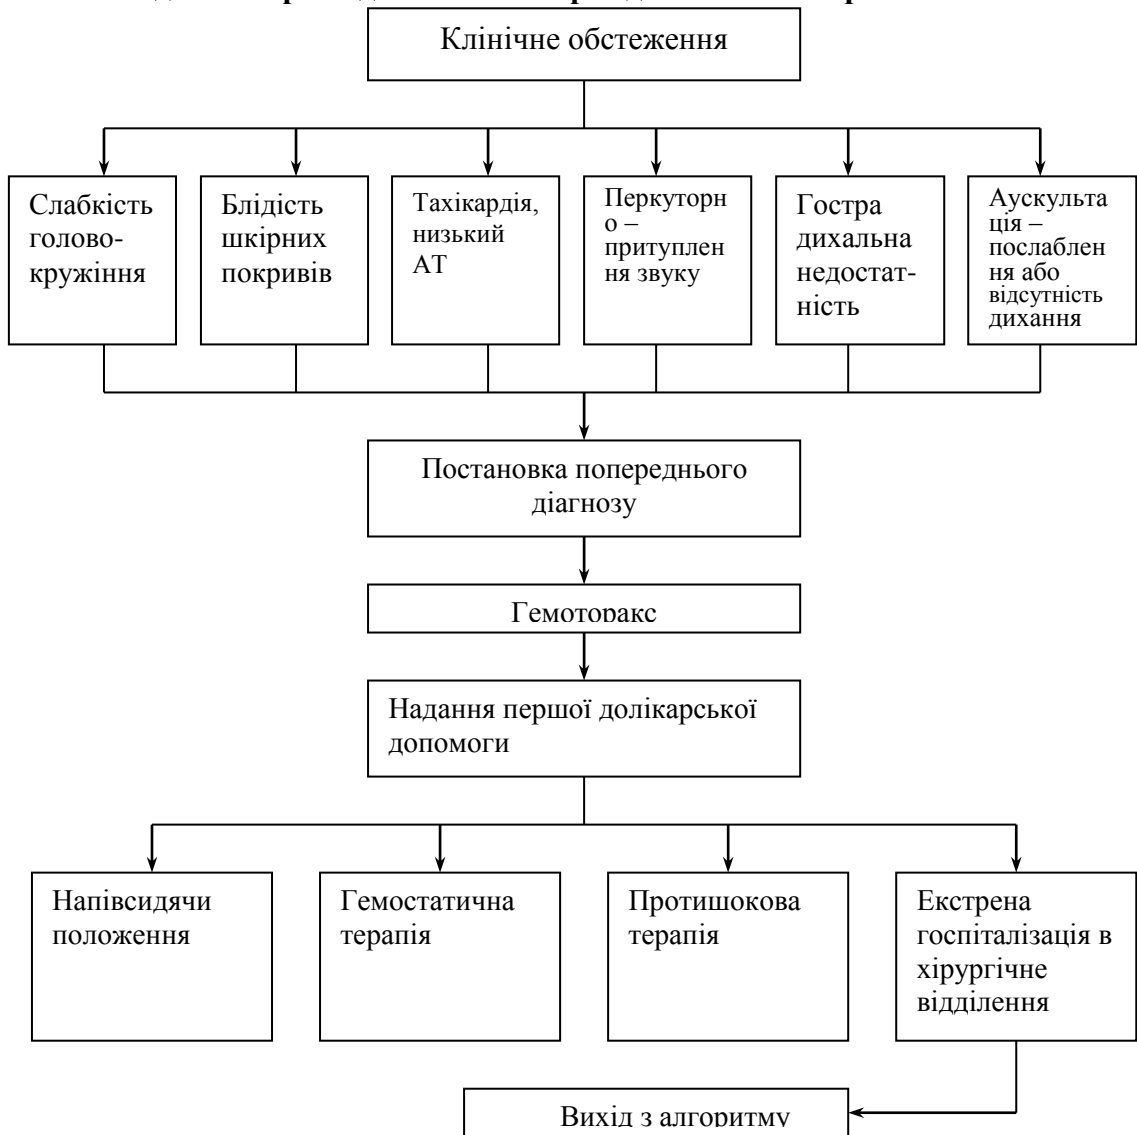 Клінічне обстеження
Слабкість
голово-
кружіння
Блідість
шкірних
покривів
Тахікардія,
низький
АТ
Перкуторн
о –
притуплен
ня звуку
Гостра
дихальна
недостат-
ність
Аускульта
ція –
послаблен
ня або
відсутність
дихання
Постановка попереднього
діагнозу
Гемоторакс
Надання першої долікарської
допомоги
Напівсидячи
положення
Гемостатична
терапія
Протишокова
терапія
Екстрена
госпіталізація в
хірургічне
відділення
Вихід з алгоритму